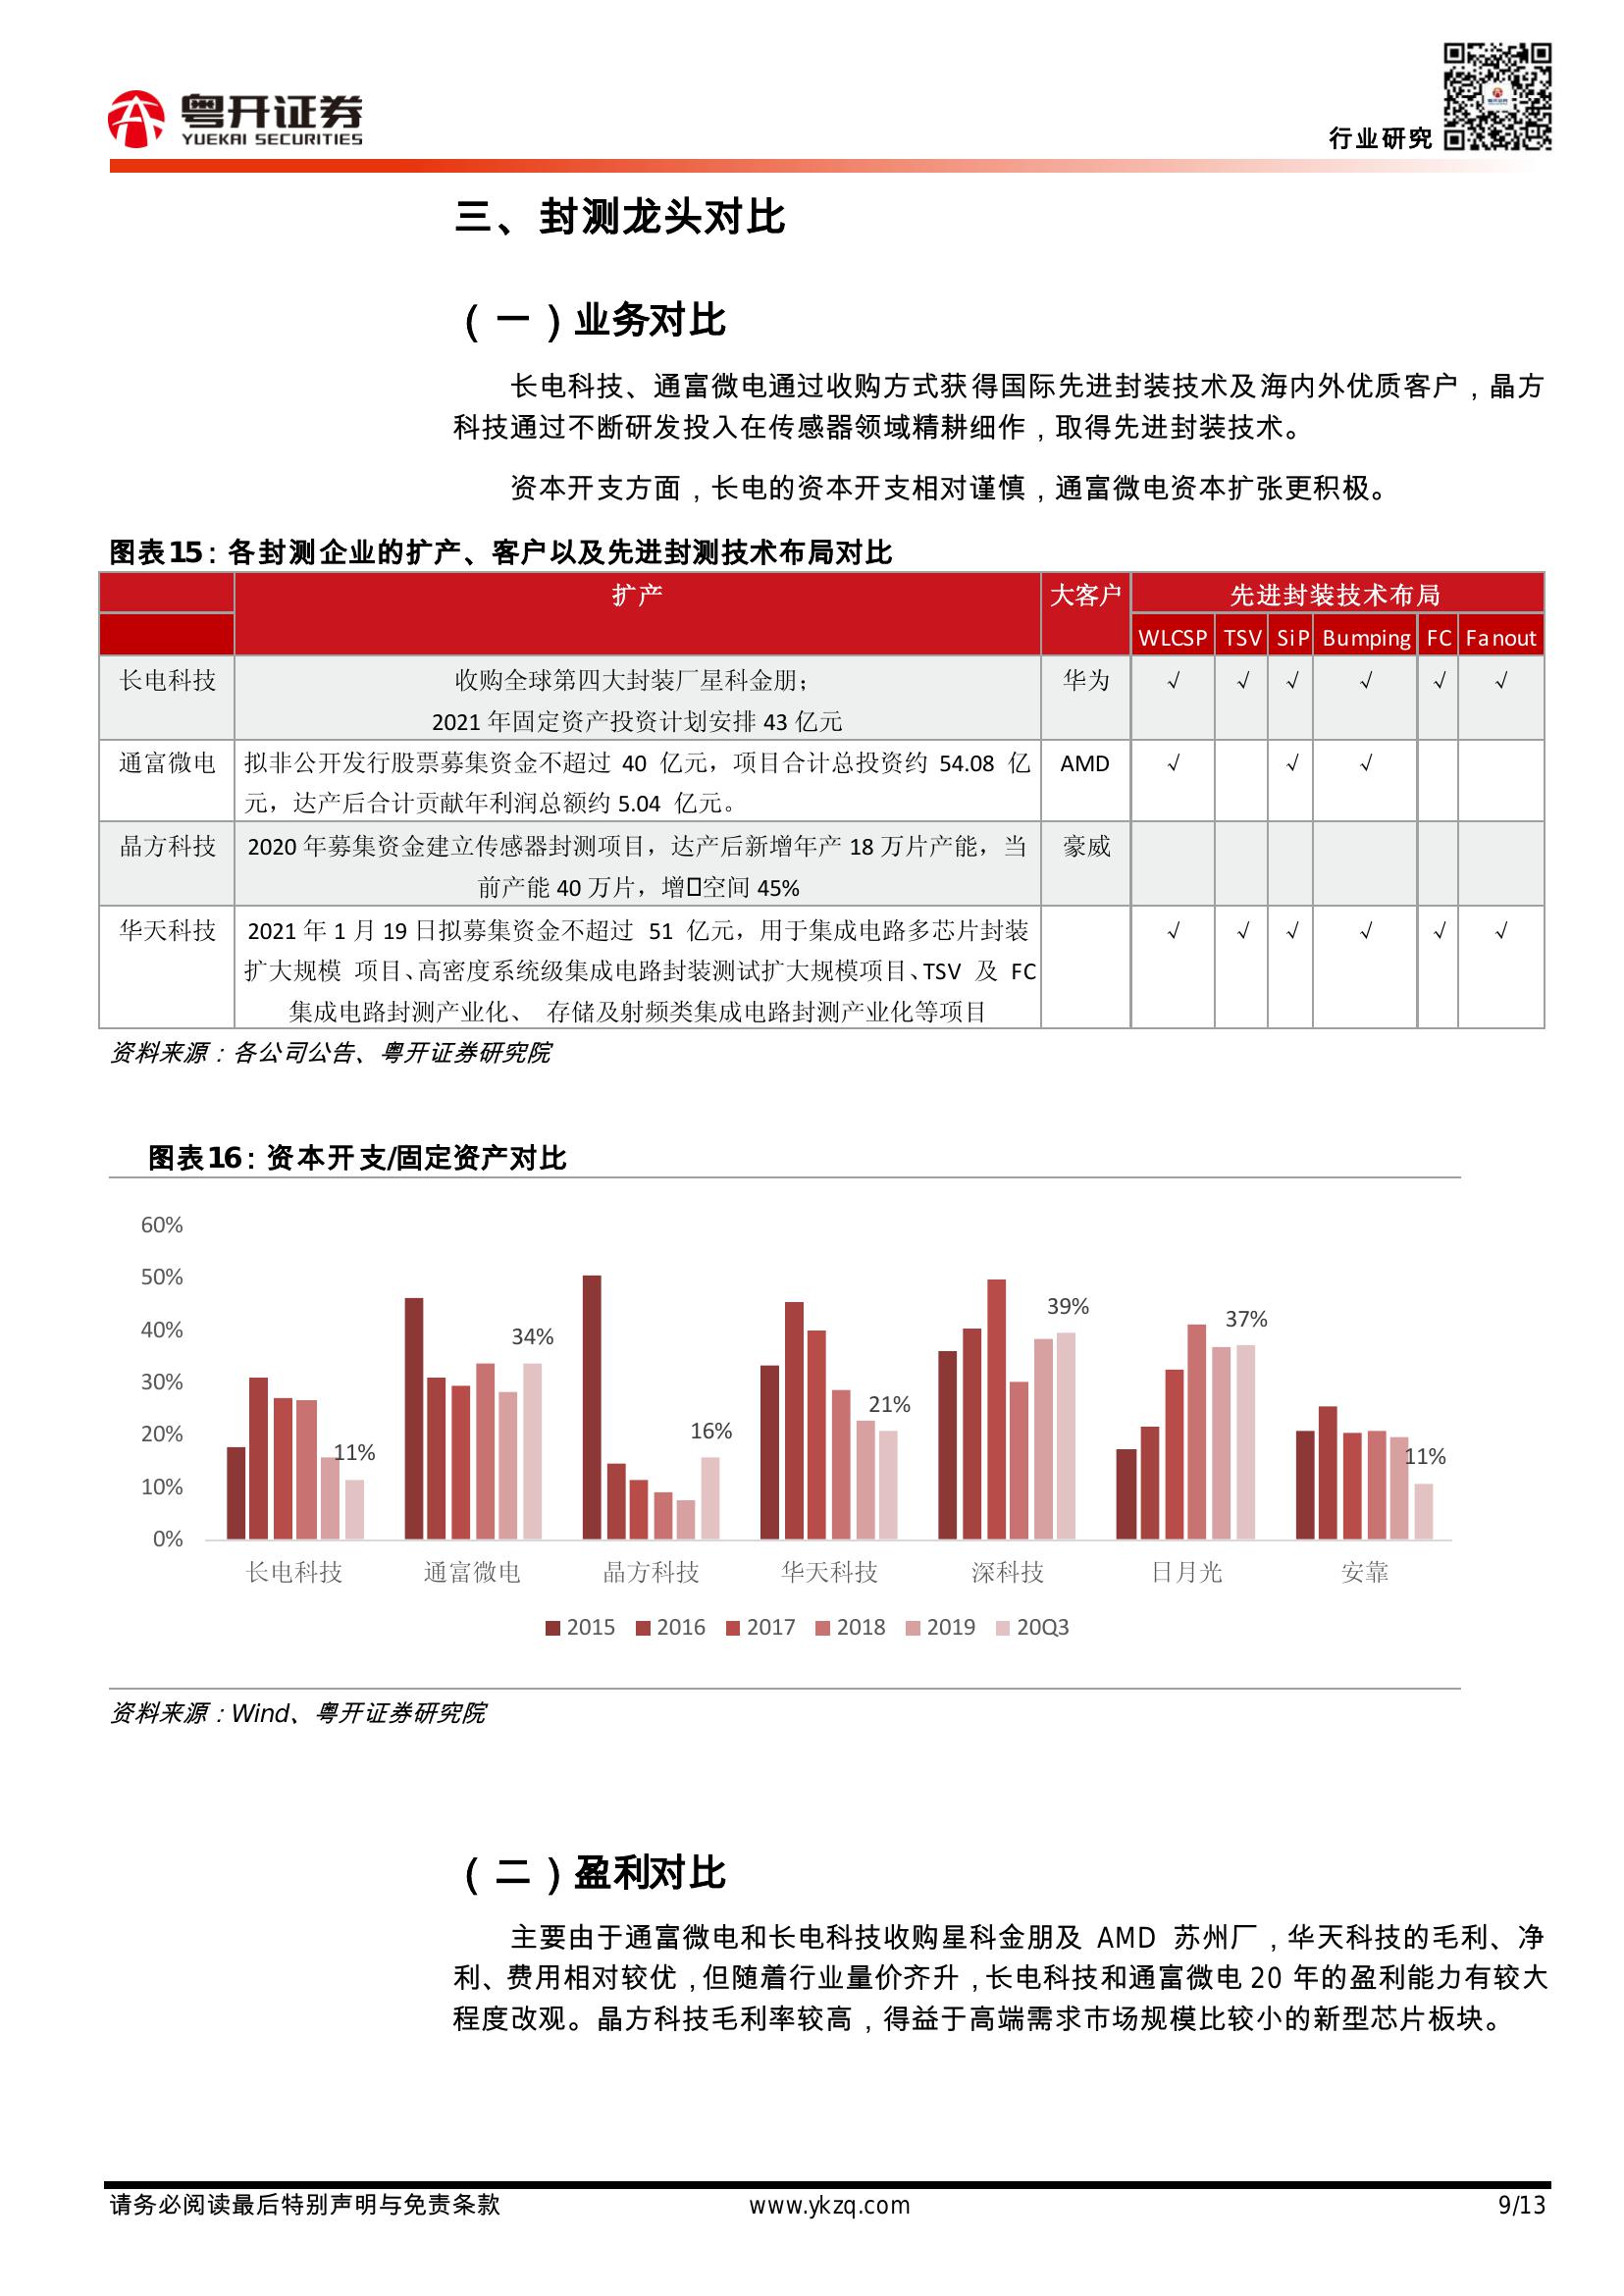 粤开证券
YUEKAI SECURITIES
行业研究
三、封测龙头对比
（一）业务对比
长电科技、通富微电通过收购方式获得国际先进封装技术及海内外优质客户，晶方
科技通过不断研发投入在传感器领域精耕细作，取得先进封装技术。
资本开支方面，长电的资本开支相对谨慎，通富微电资本扩张更积极。
图表15：各封测企业的扩产、客户以及先进封测技术布局对比
扩产 大客户 先进封装技术布局
WLCSP TSV SiP Bumping FC Fanout
长电科技 收购全球第四大封装厂星科金朋； 华为 √ √ √ √ √ √
2021 年固定资产投资计划安排 43 亿元
通富微电 拟非公开发行股票募集资金不超过 40 亿元，项目合计总投资约 54.08 亿 AMD √ √ √
元，达产后合计贡献年利润总额约 5.04 亿元。
晶方科技 2020 年募集资金建立传感器封测项目，达产后新增年产 18 万片产能，当 豪威
前产能 40 万片，增空间 45%
华天科技 2021 年 1 月 19 日拟募集资金不超过 51 亿元，用于集成电路多芯片封装 √ √ √ √ √ √
扩大规模 项目、高密度系统级集成电路封装测试扩大规模项目、TSV 及 FC
集成电路封测产业化、 存储及射频类集成电路封测产业化等项目
资料来源：各公司公告、粤开证券研究院
图表16：资本开支/固定资产对比
60%
50%
40%
30%
20%
10%
0%
11% 34% 16% 21% 39% 37% 11%
长电科技 通富微电 晶方科技 华天科技 深科技 日月光 安靠
2015 2016 2017 2018 2019 20Q3
资料来源：Wind、粤开证券研究院
（二）盈利对比
主要由于通富微电和长电科技收购星科金朋及 AMD 苏州厂，华天科技的毛利、净
利、费用相对较优，但随着行业量价齐升，长电科技和通富微电 20 年的盈利能力有较大
程度改观。晶方科技毛利率较高，得益于高端需求市场规模比较小的新型芯片板块。
请务必阅读最后特别声明与免责条款 www.ykzq.com 9/13